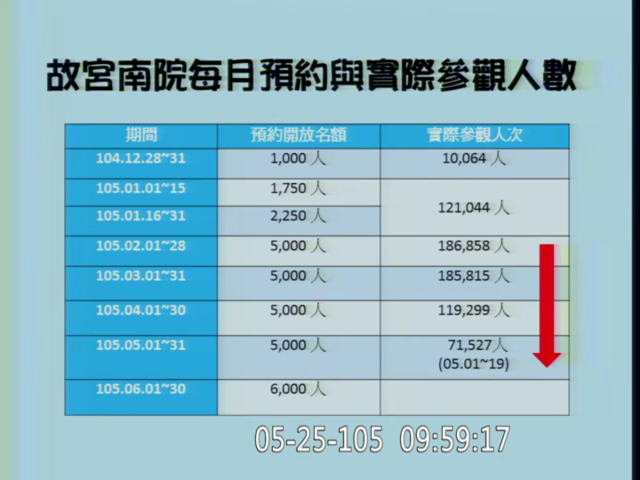 故宮南院每月預約與實際參觀人數
期間 預約開放名額 實際參觀人次
104.12.28~31 1,000 人 10,064 人
105.01.01~15 1,750 人
121,044 人
105.01.16~31 2,250 人
105.02.01~28 5,000 人 186,858 人
105.03.01~31 5,000 人 185,815 人
105.04.01~30 5,000 人 119,299 人
105.05.01~31 5,000 人 71,527人
(05.01~19)
105.06.01~30 6,000 人
05-25-105 09:59:17